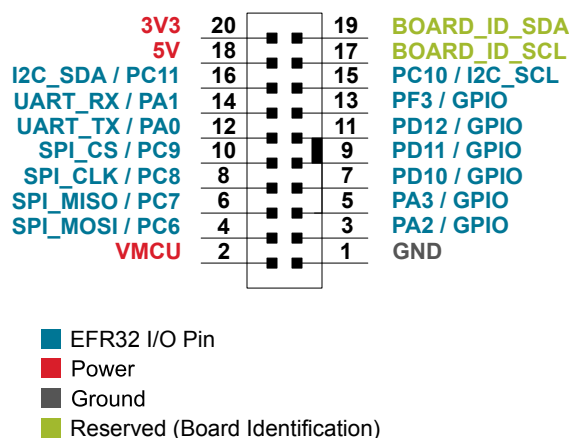 3V3 20 19 BOARD_ID_SDA
5V 18 17 BOARD_ID_SCL
I2C_SDA / PC11 16 15 PC10 / I2C_SCL
UART_RX / PA1 14 13 PF3 / GPIO
UART_TX / PA0 12 11 PD12 / GPIO
SPI_CS / PC9 10 9 PD11 / GPIO
SPI_CLK / PC8 8 7 PD10 / GPIO
SPI_MISO / PC7 6 5 PA3 / GPIO
SPI_MOSI / PC6 4 3 PA2 / GPIO
VMCU 2 1 GND
EFR32 I/O Pin
Power
Ground
Reserved (Board Identification)